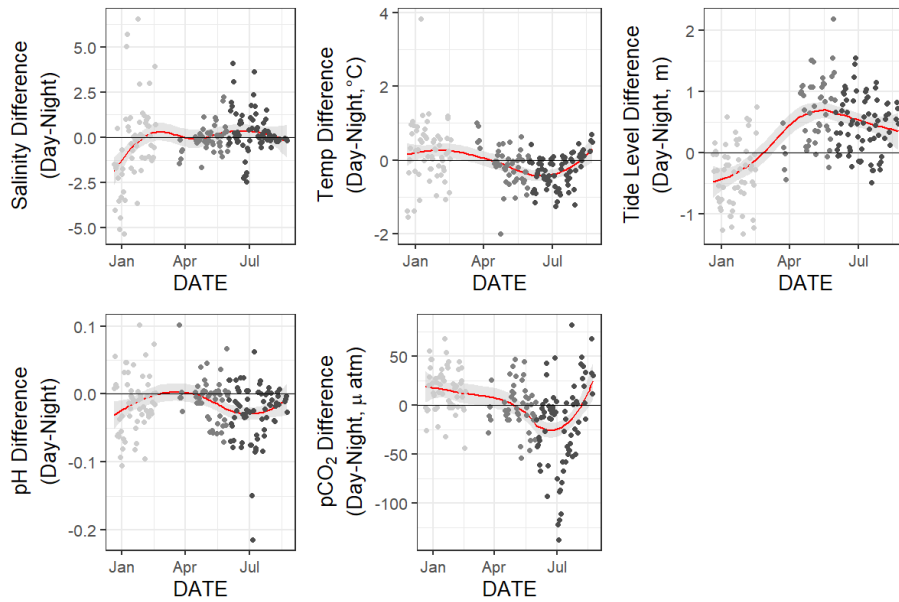 Salinity Difference
(Day-Night)
5.0
2.5
0.0
-2.5
-5.0
Jan Apr Jul
DATE
Temp Difference
(Day-Night, °C)
4
2
0
-2
Jan Apr Jul
DATE
Tide Level Difference
(Day-Night, m)
2
1
0
-1
Jan Apr Jul
DATE
pH Difference
(Day-Night)
0.1
0.0
-0.1
-0.2
Jan Apr Jul
DATE
pCO₂ Difference
(Day-Night, μ atm)
50
0
-50
-100
Jan Apr Jul
DATE